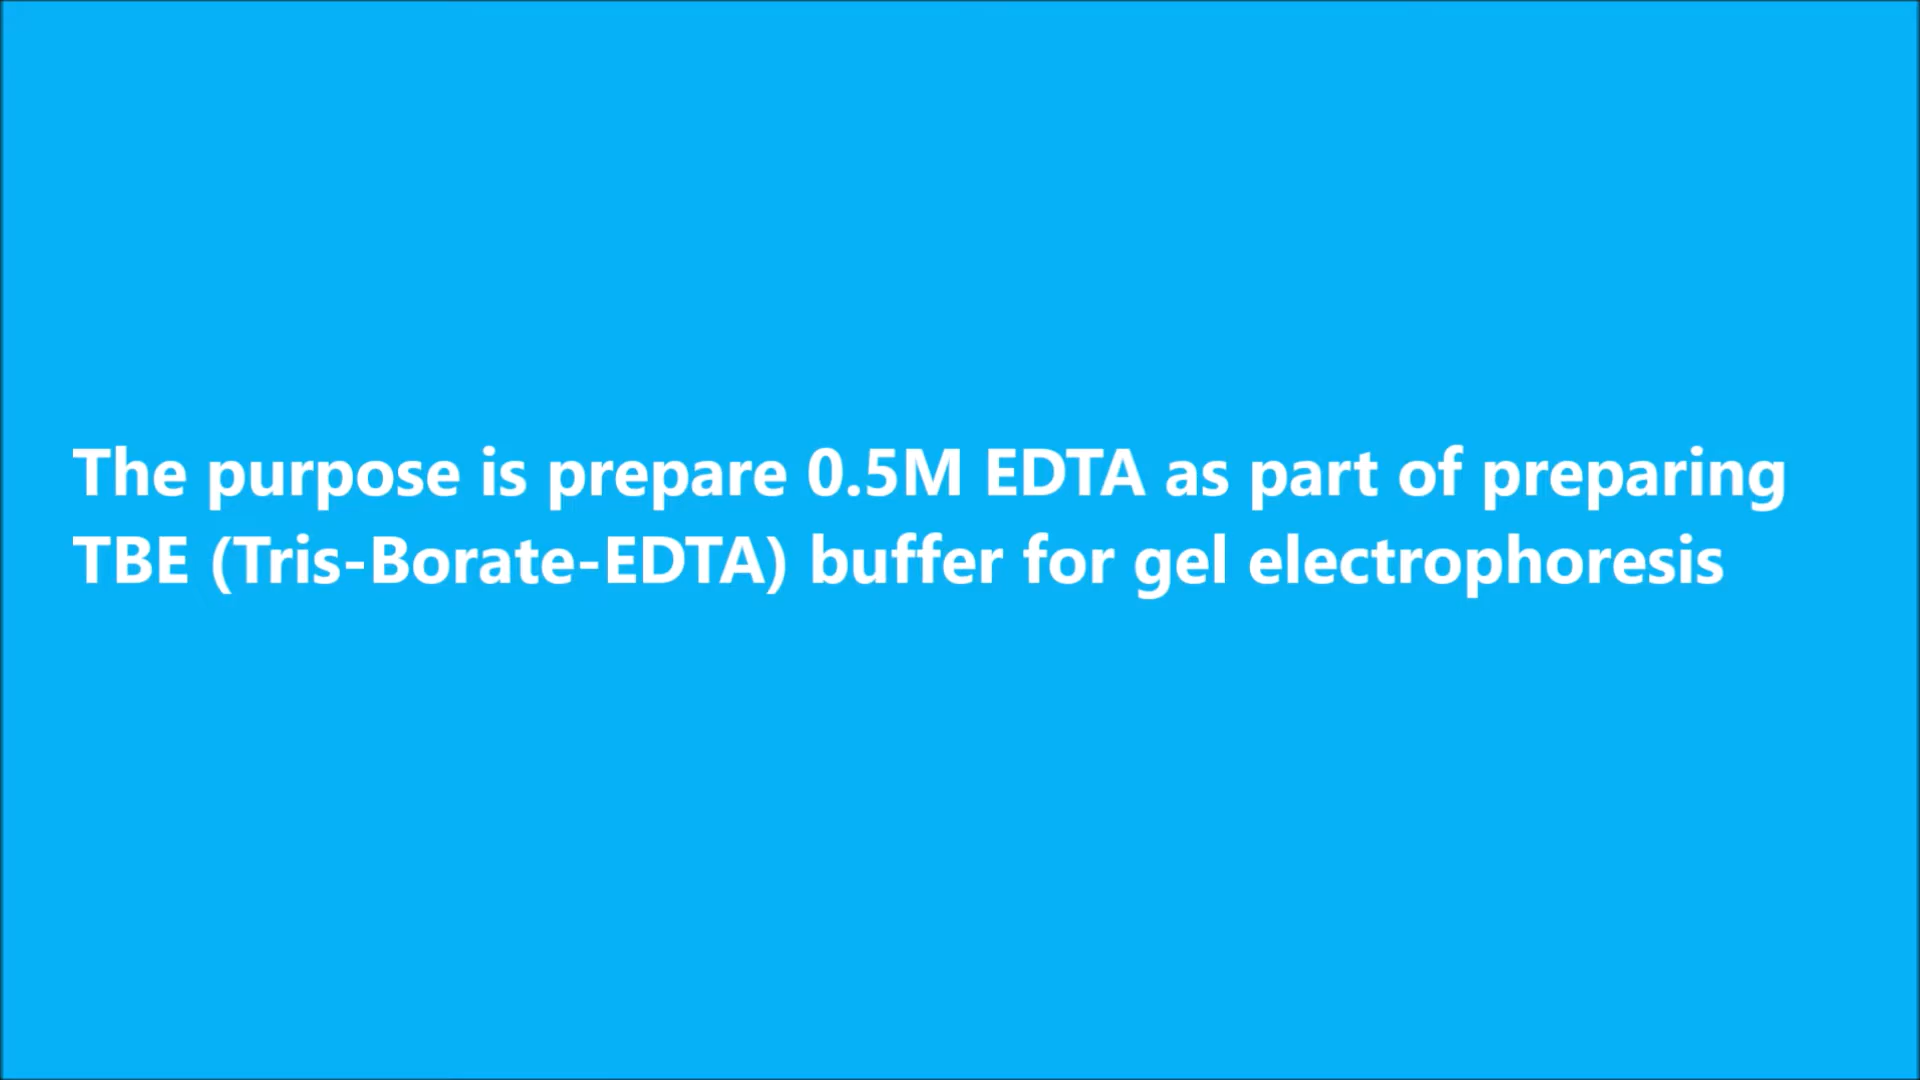 The purpose is prepare 0.5M EDTA as part of preparing
TBE (Tris-Borate-EDTA) buffer for gel electrophoresis